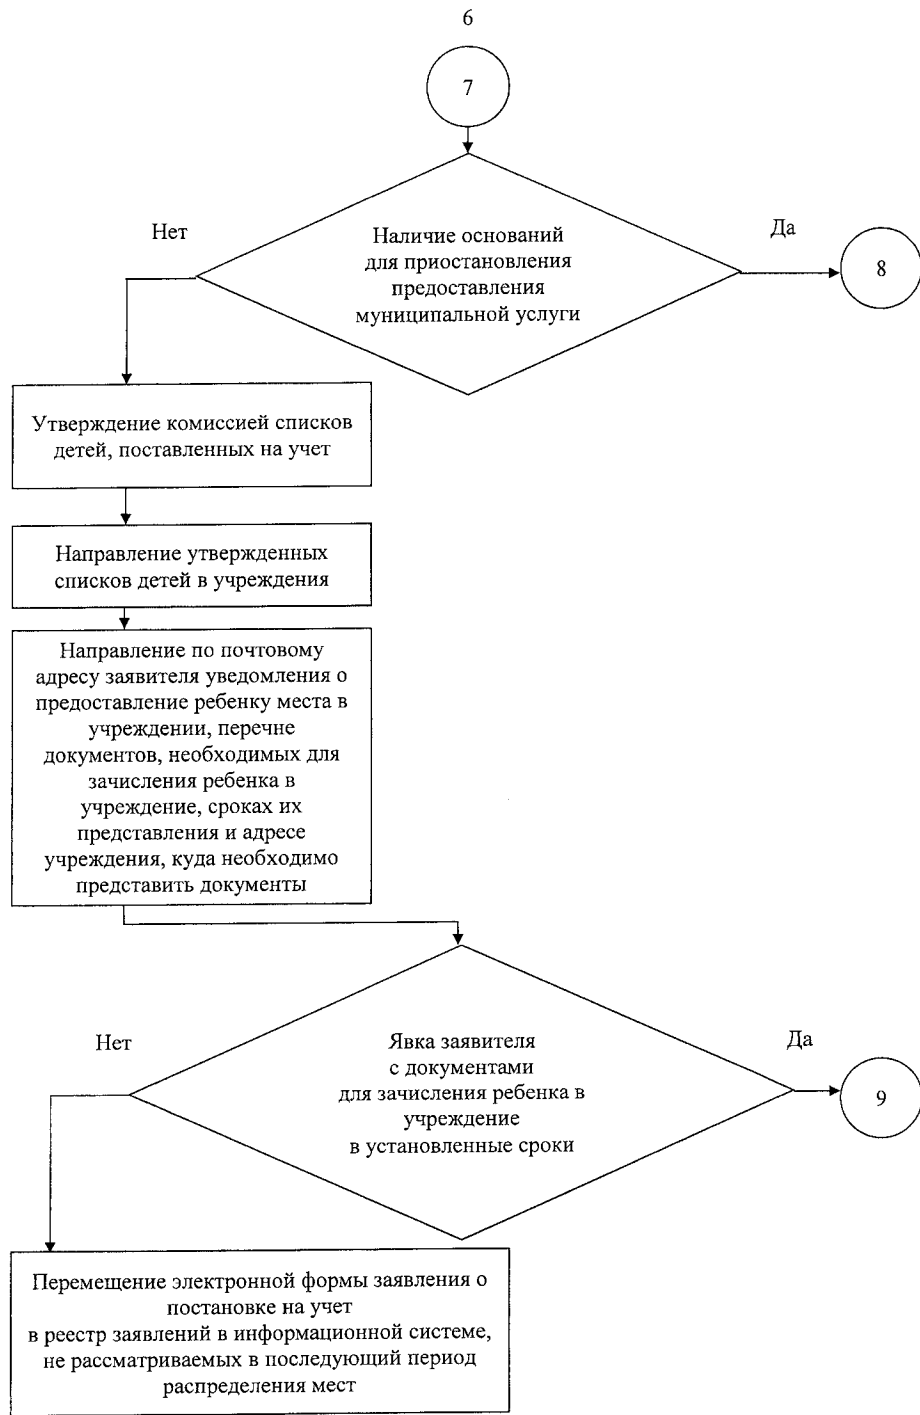 6
7
Нет
Да
Наличие оснований
для приостановления
предоставления
муниципальной услуги
8
Утверждение комиссией списков
детей, поставленных на учет
Направление утвержденных
списков детей в учреждения
Направление по почтовому
адресу заявителя уведомления о
предоставление ребенку места в
учреждении, перечне
документов, необходимых для
зачисления ребенка в
учреждение, сроках их
представления и адресе
учреждения, куда необходимо
представить документы
Нет
Да
Явка заявителя
с документами
для зачисления ребенка в
учреждение
в установленные сроки
9
Перемещение электронной формы заявления о
постановке на учет
в реестр заявлений в информационной системе,
не рассматриваемых в последующий период
распределения мест